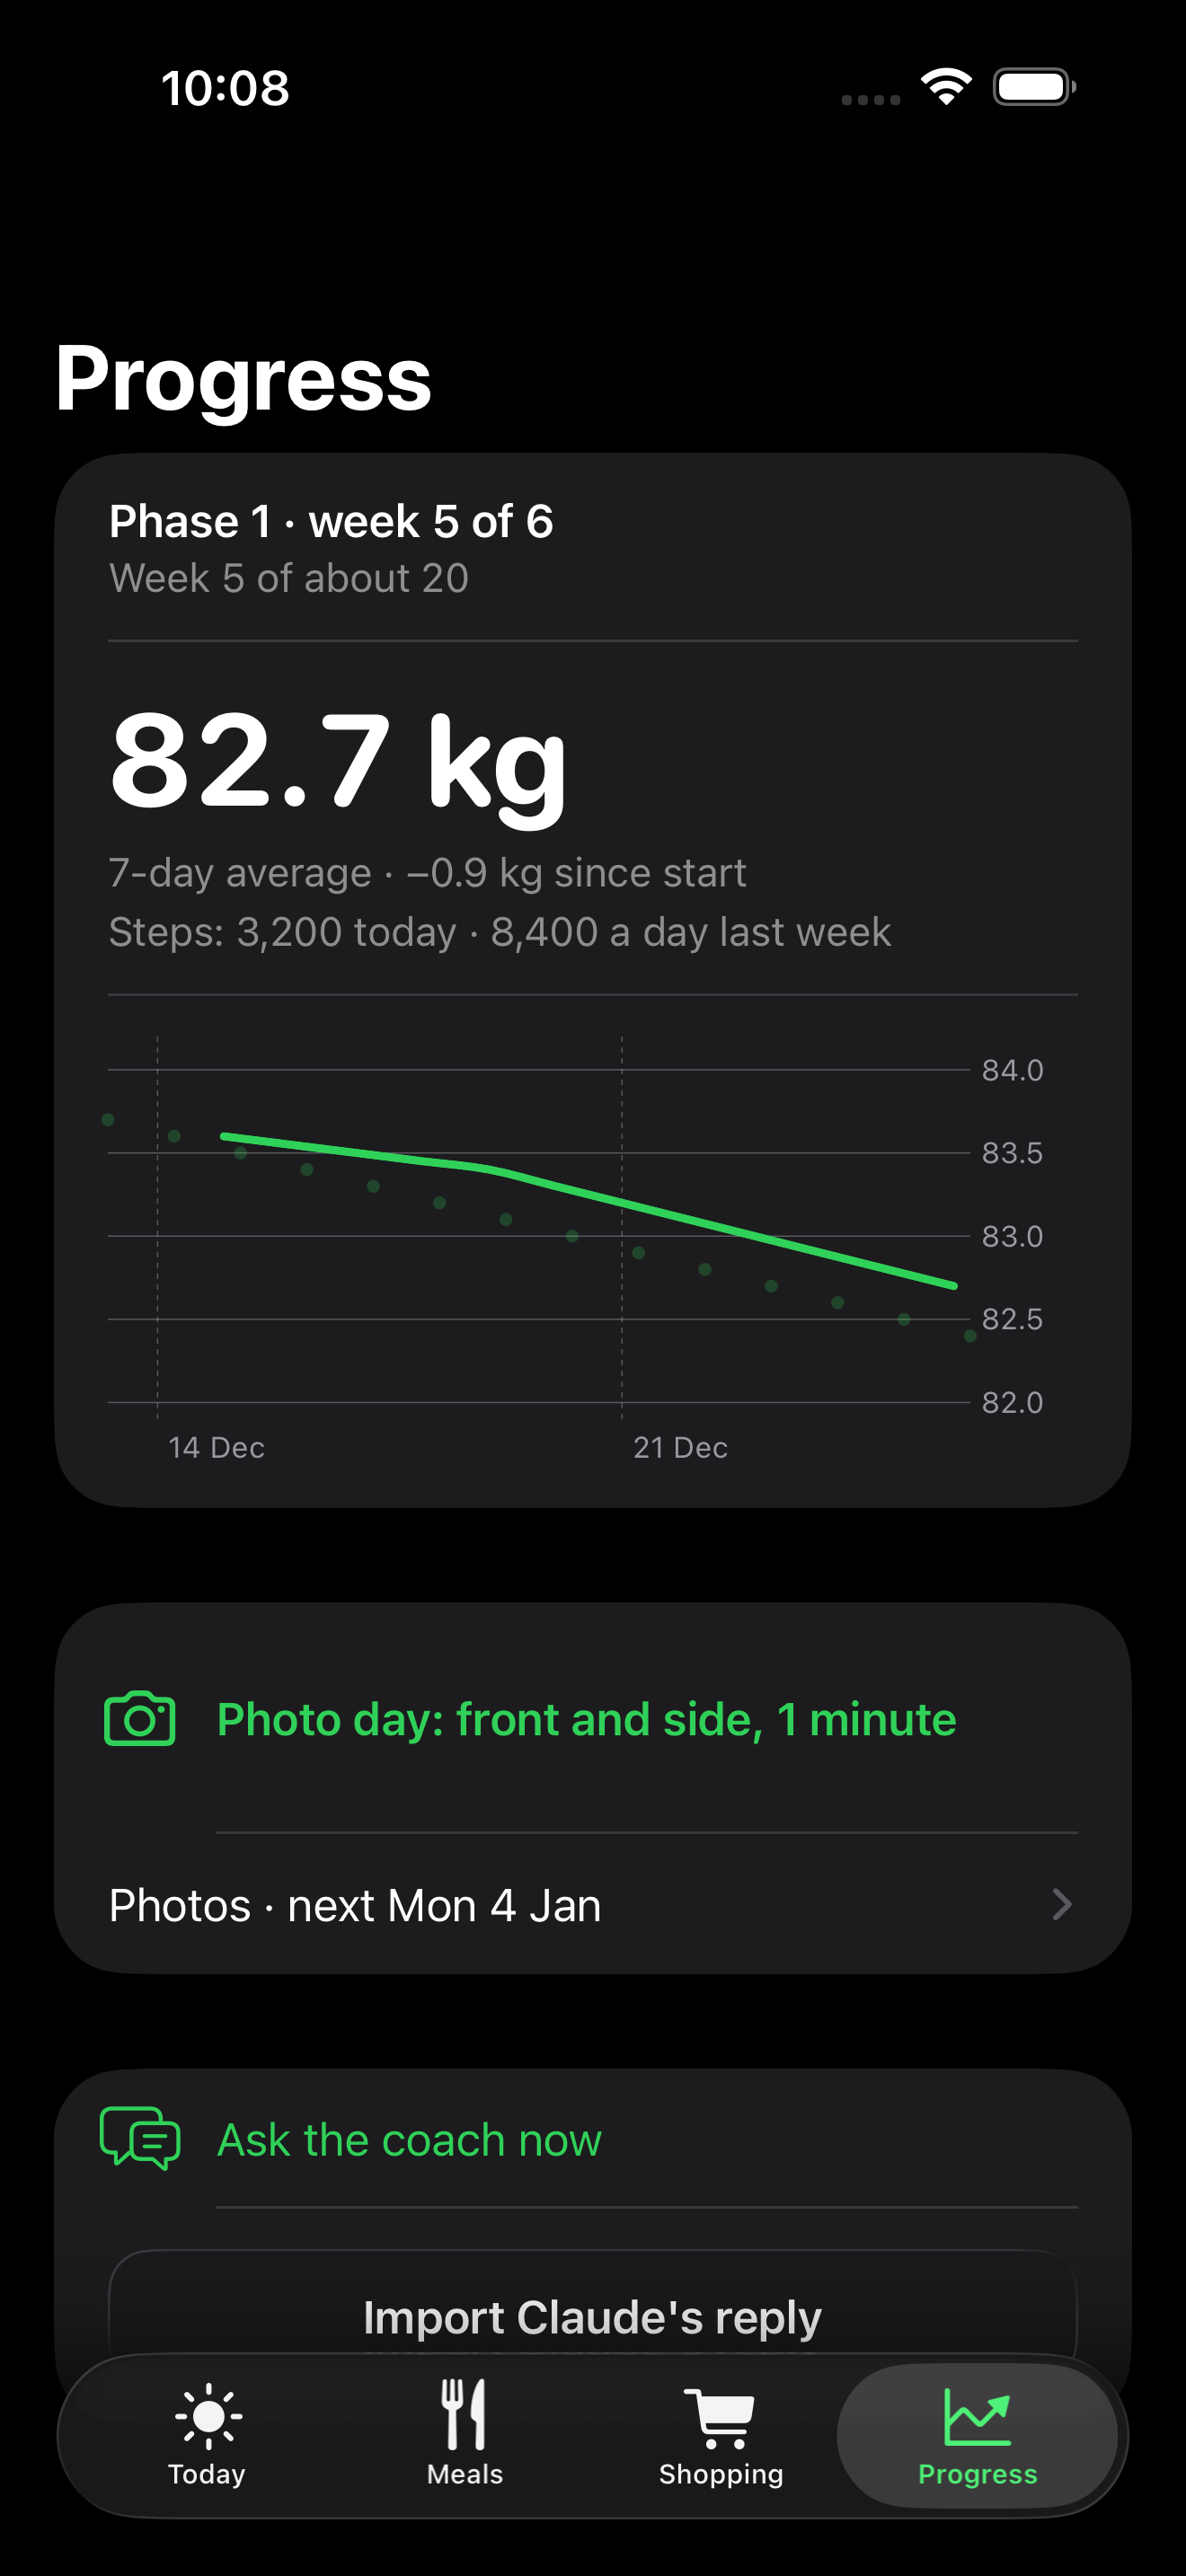 10:08
Progress
Phase 1 · week 5 of 6
Week 5 of about 20
82.7 kg
7-day average · −0.9 kg since start
Steps: 3,200 today · 8,400 a day last week
84.0
83.5
83.0
82.5
82.0
14 Dec
21 Dec
Photo day: front and side, 1 minute
Photos · next Mon 4 Jan
Ask the coach now
Import Claude's reply
Today
Meals
Shopping
Progress